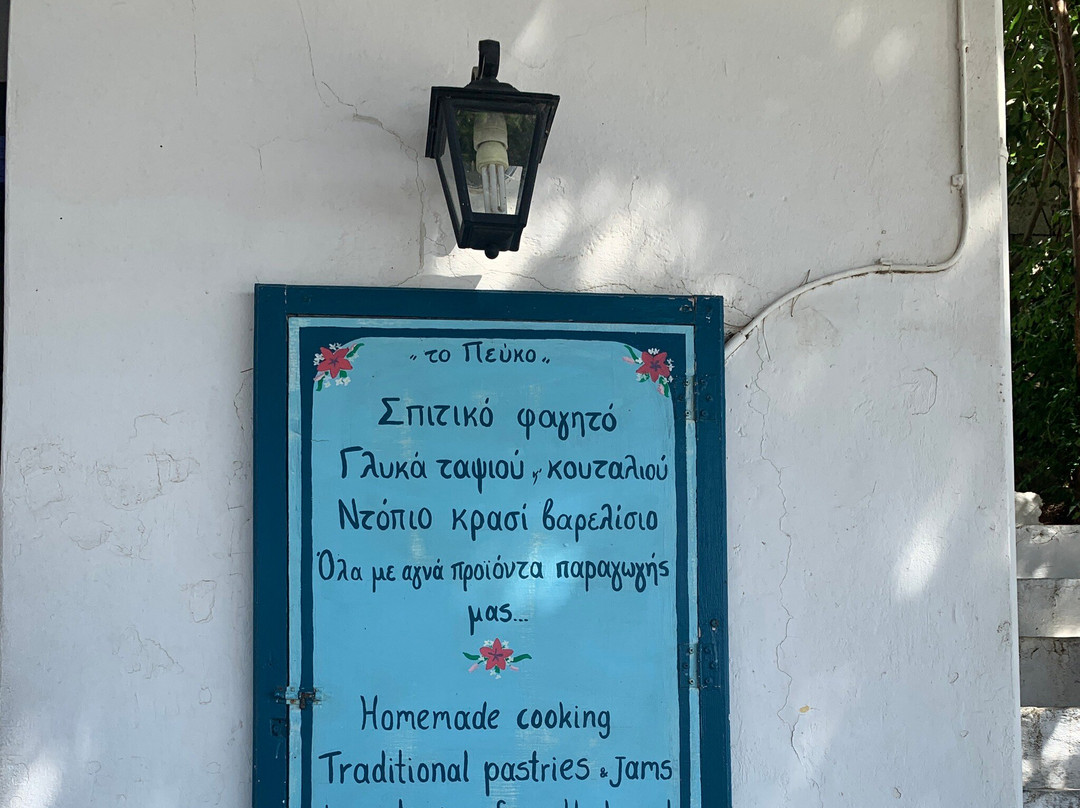 „ το Πεύκο „
Σπιτικό φαγητό
Γλυκά ταψιού κ' κουταλιού
Ντόπιο κρασί βαρελίσιο
Όλα με αγνά προϊόντα παραγωγής
μας...
Homemade cooking
Traditional pastries & Jams